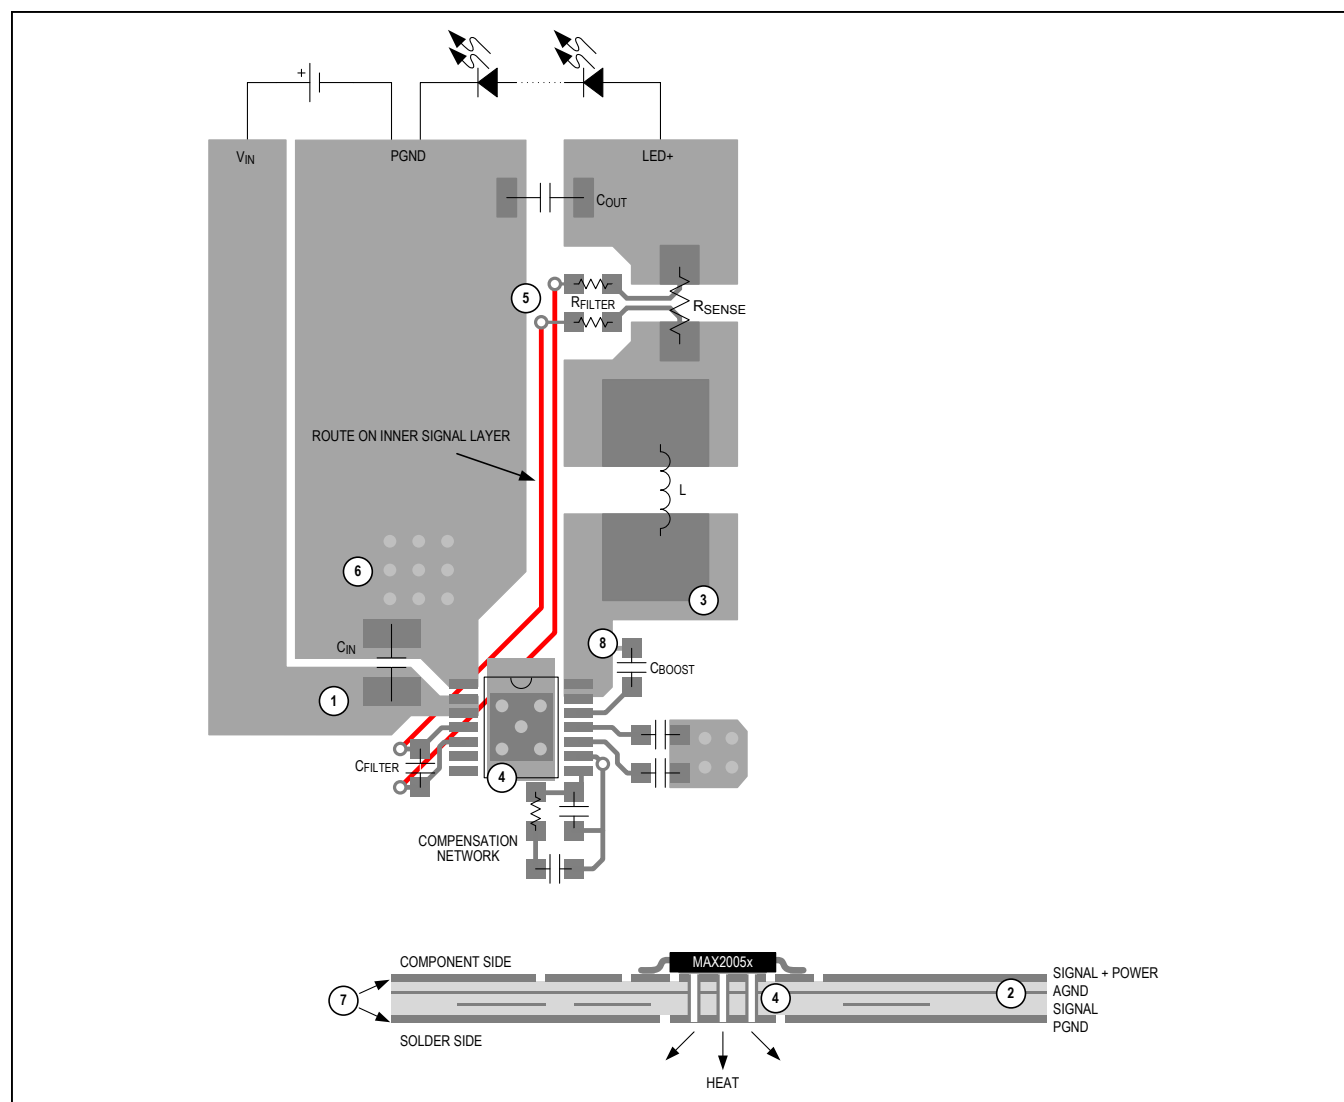 +
VIN
PGND
LED+
COUT
5
RFILTER
RSENSE
ROUTE ON INNER SIGNAL LAYER
L
6
3
CIN
8
CBOOST
1
CFILTER
4
COMPENSATION
NETWORK
COMPONENT SIDE
MAX2005x
SIGNAL + POWER
7
4
2
AGND
SIGNAL
PGND
SOLDER SIDE
HEAT